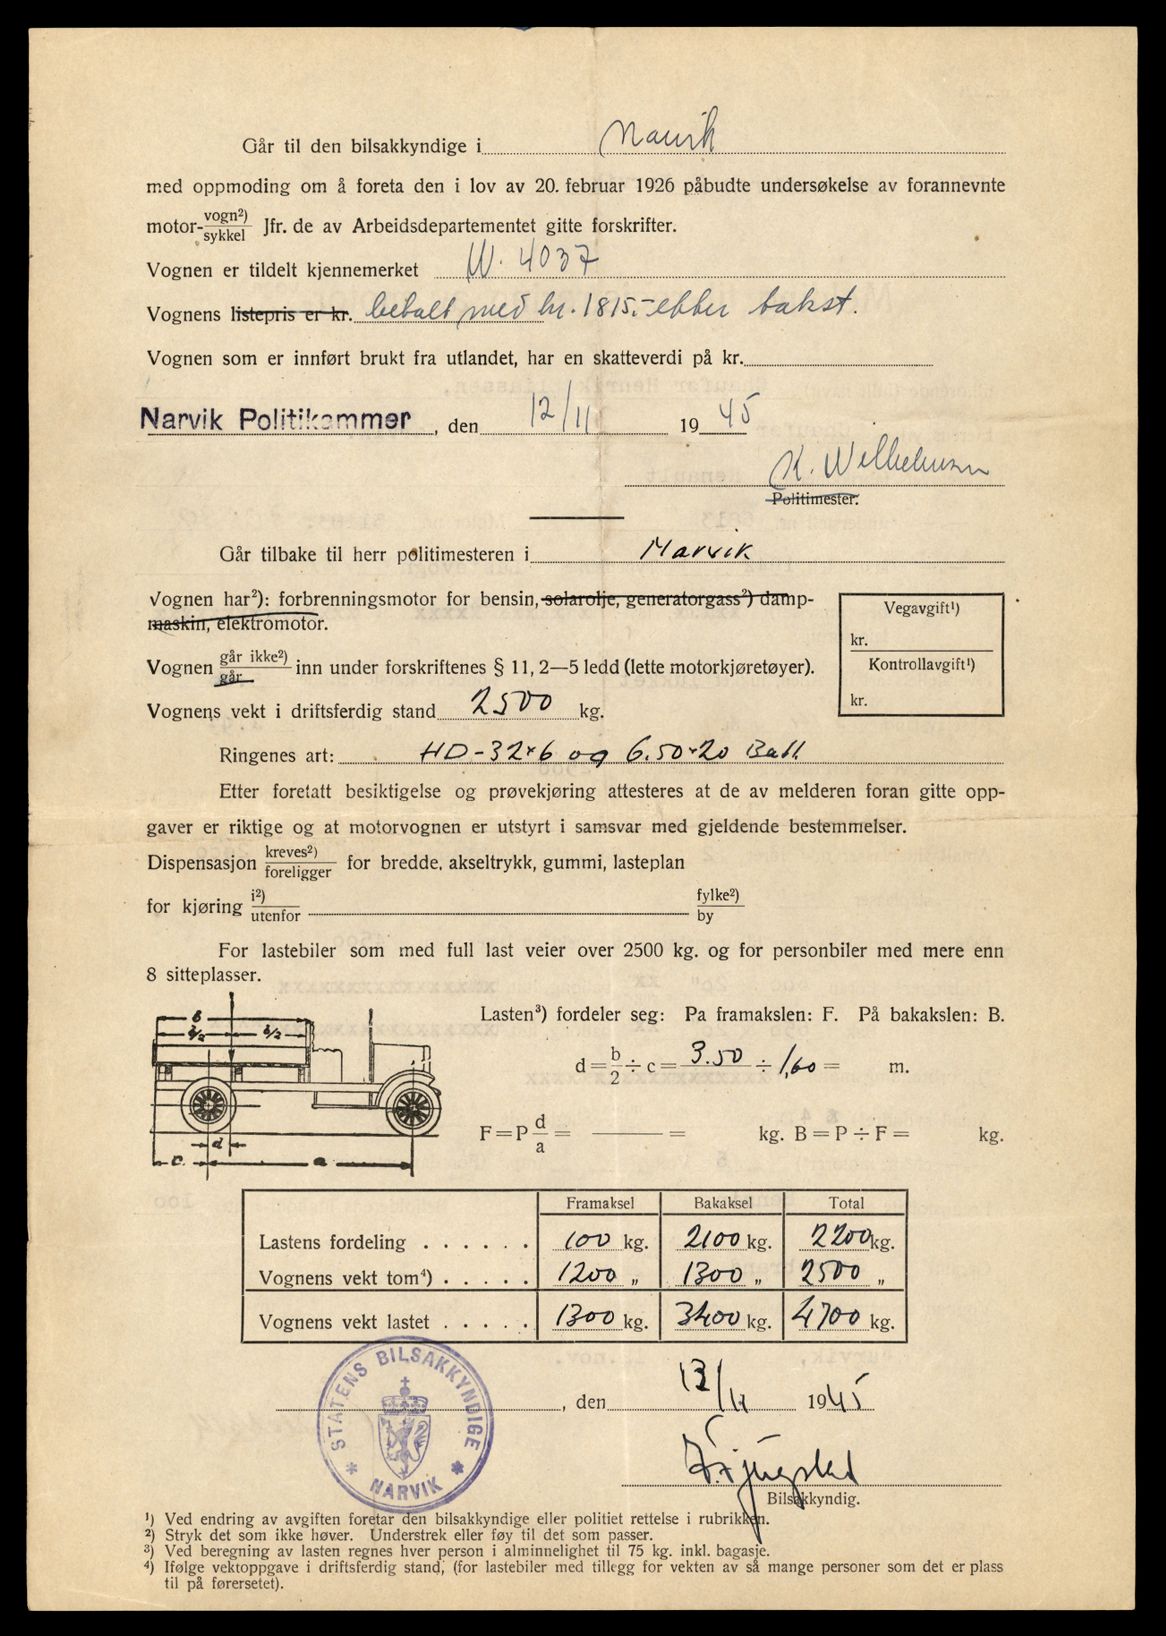 Går til den bilsakkyndige i Narvik
med oppmoding om å foreta den i lov av 20. februar 1926 påbudte undersøkelse av forannevnte
motor-vogn²)/sykkel Jfr. de av Arbeidsdepartementet gitte forskrifter.
Vognen er tildelt kjennemerket W. 4037
Vognens listepris er kr. betalt med kr. 1815.- etter takst.
Vognen som er innført brukt fra utlandet, har en skatteverdi på kr.
Narvik Politikammer, den 12/11 1945
K. Wilhelmsen
Politimester.
Går tilbake til herr politimesteren i Narvik
Vognen har²): forbrenningsmotor for bensin, solarolje, generatorgass²) damp-
maskin, elektromotor.
Vegavgift¹)
kr.
Kontrollavgift¹)
kr.
Vognen går ikke²)/går inn under forskriftenes § 11, 2—5 ledd (lette motorkjøretøyer).
Vognens vekt i driftsferdig stand 2500 kg.
Ringenes art: HD-32×6 og 6.50×20 Ball.
Etter foretatt besiktigelse og prøvekjøring attesteres at de av melderen foran gitte opp-
gaver er riktige og at motorvognen er utstyrt i samsvar med gjeldende bestemmelser.
Dispensasjon kreves²)/foreligger for bredde, akseltrykk, gummi, lasteplan
for kjøring i²)/utenfor fylke²)/by
For lastebiler som med full last veier over 2500 kg. og for personbiler med mere enn
8 sitteplasser.
Lasten³) fordeler seg: Pa framakslen: F. På bakakslen: B.
B
b/2 b/2
d = b/2 ÷ c = 3.50 ÷ 1,60 = m.
F = P d/a = — = kg. B = P ÷ F = kg.
c d a
Framaksel Bakaksel Total
Lastens fordeling . . . . . . 100 kg. 2100 kg. 2200 kg.
Vognens vekt tom⁴) . . . . . 1200 „ 1300 „ 2500 „
Vognens vekt lastet . . . . . 1300 kg. 3400 kg. 4700 kg.
STATENS BILSAKKYNDIGE * NARVIK *
, den 13/11 1945
Bilsakkyndig.
¹) Ved endring av avgiften foretar den bilsakkyndige eller politiet rettelse i rubrikken.
²) Stryk det som ikke høver. Understrek eller føy til det som passer.
³) Ved beregning av lasten regnes hver person i alminnelighet til 75 kg. inkl. bagasje.
⁴) Ifølge vektoppgave i driftsferdig stand, (for lastebiler med tillegg for vekten av så mange personer som det er plass
til på førersetet).